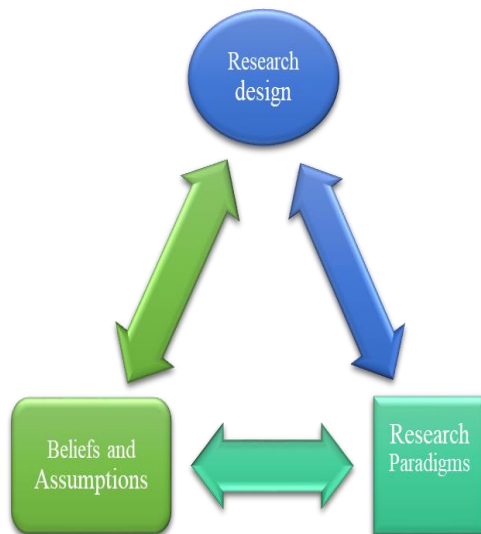 Research
design
Beliefs and
Assumptions
Research
Paradigms